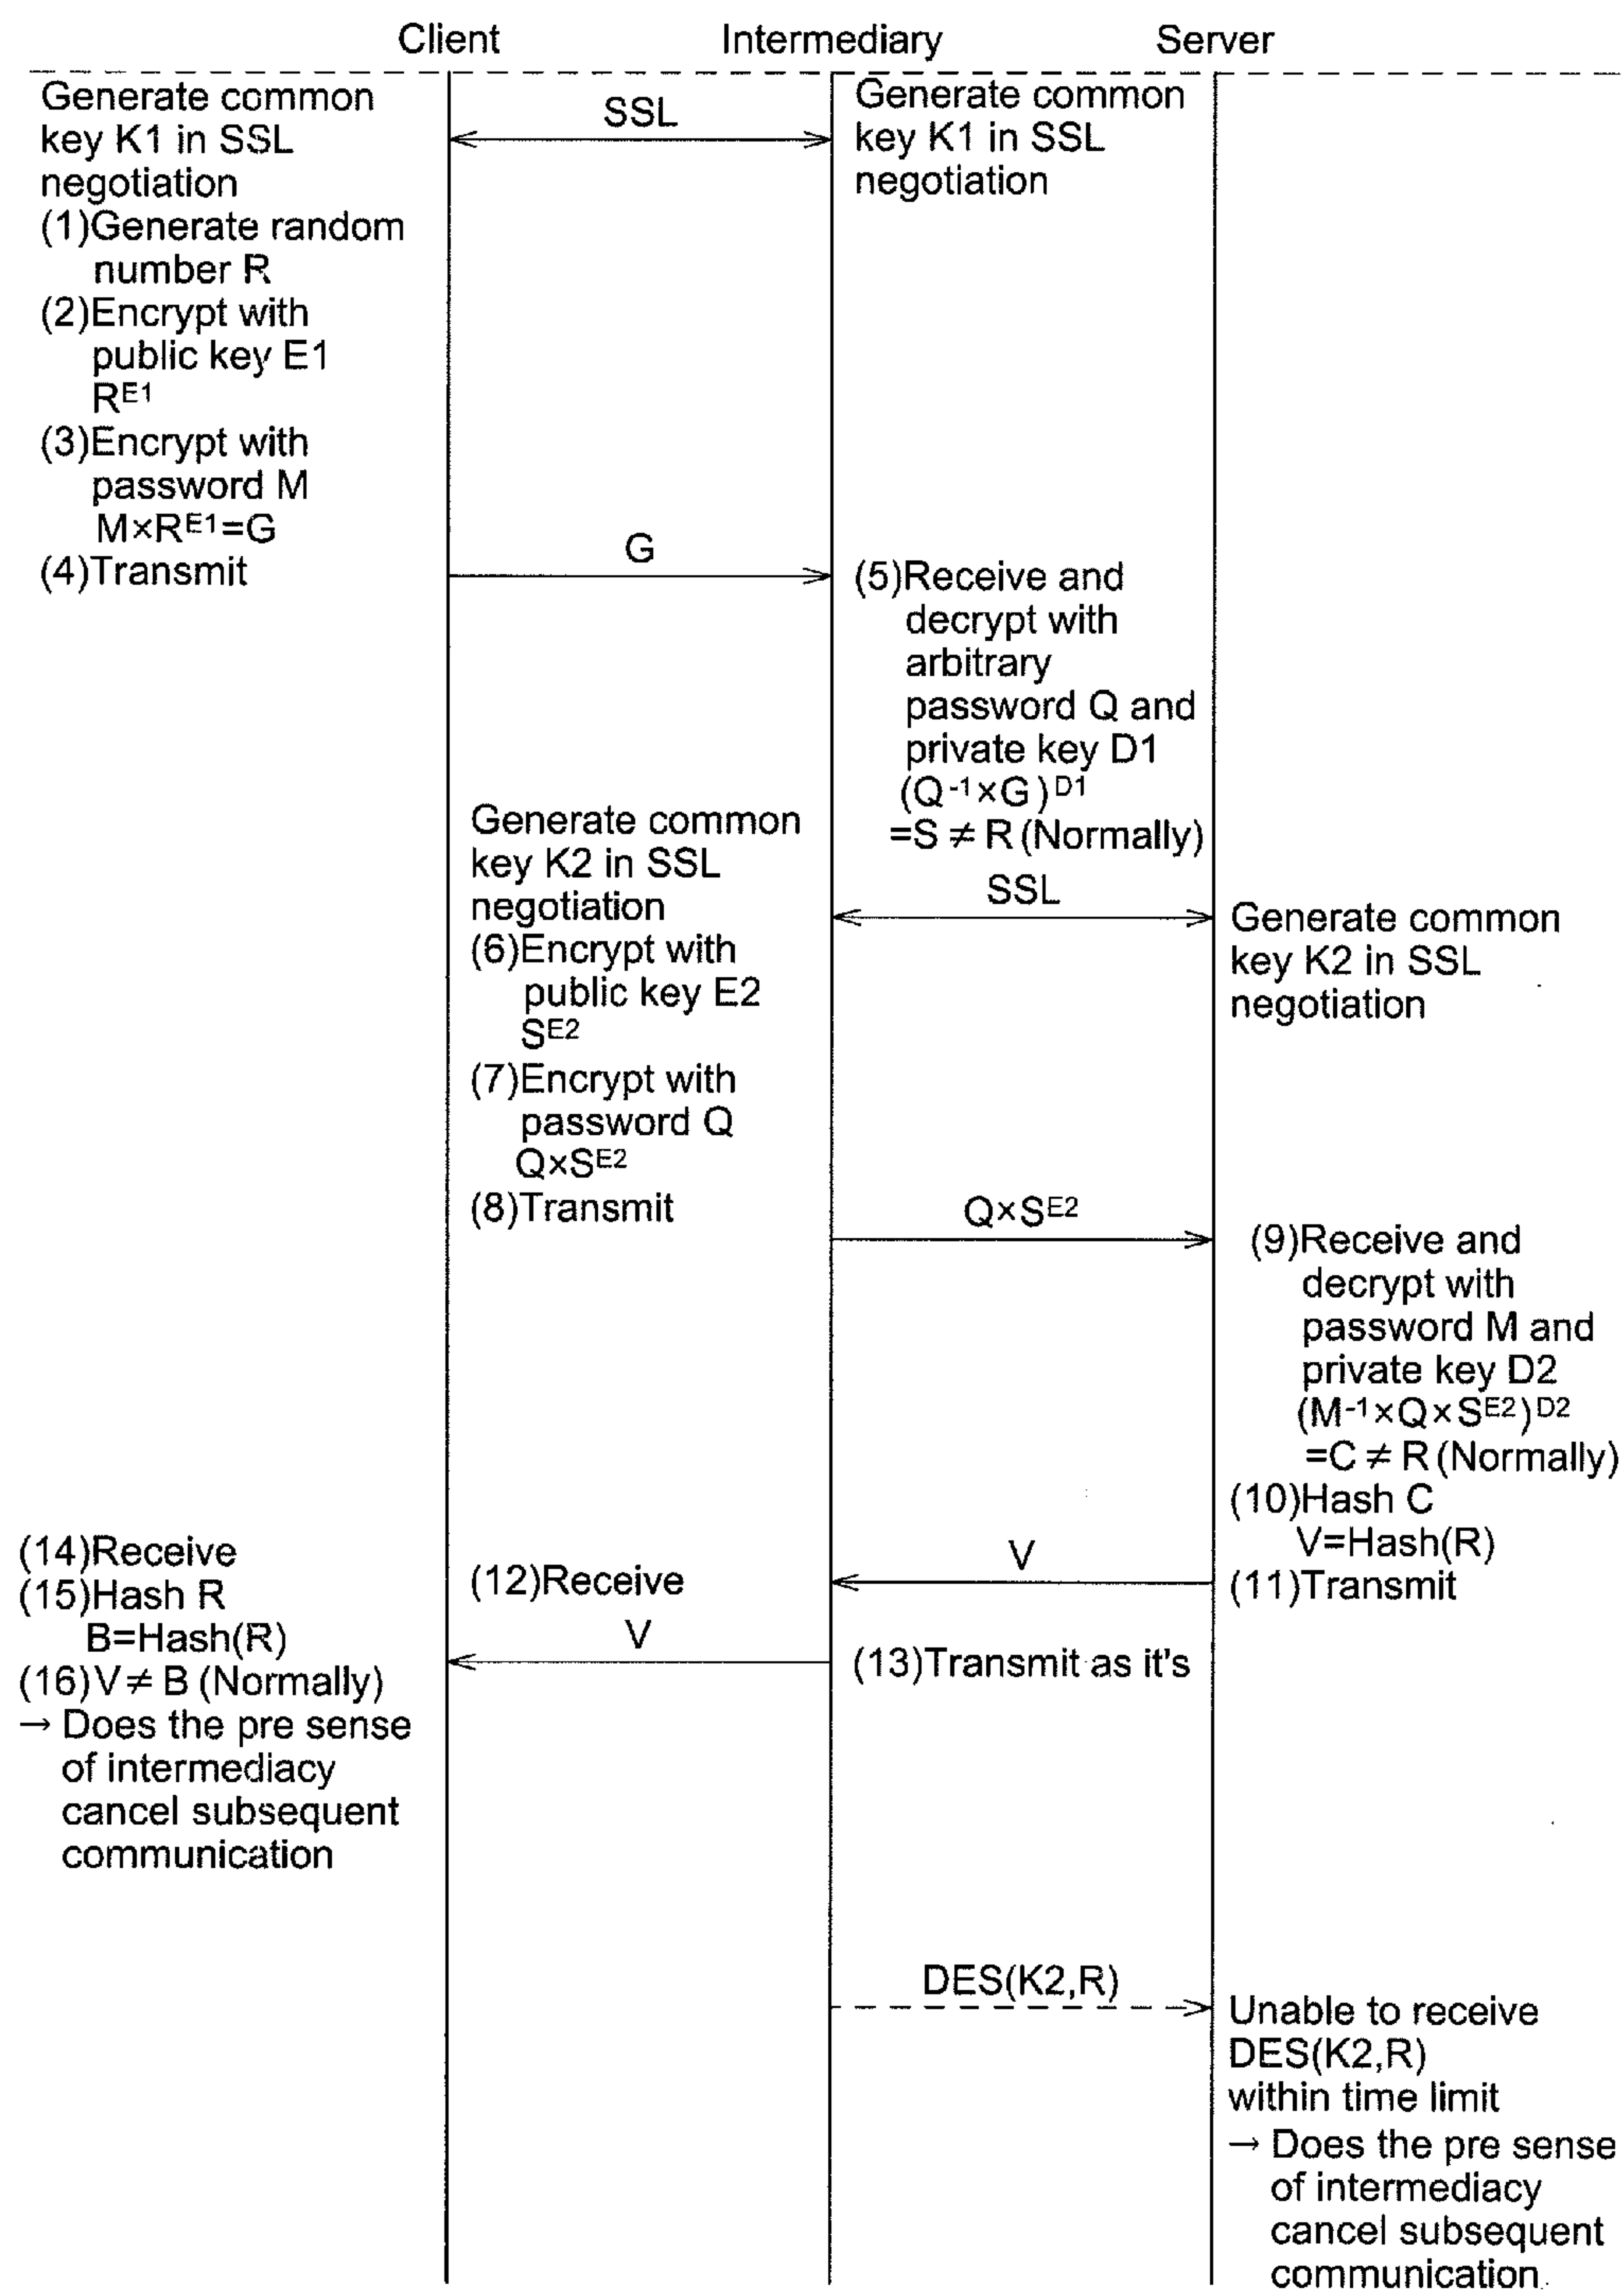 Client
Intermediary
Server
Generate common
key K1 in SSL
negotiation
SSL
Generate common
key K1 in SSL
negotiation
(1)Generate random
number R
(2)Encrypt with
public key E1
R^E1
(3)Encrypt with
password M
M×R^E1=G
(4)Transmit
G
(5)Receive and
decrypt with
arbitrary
password Q and
private key D1
(Q^-1×G)^D1
=S ≠ R (Normally)
Generate common
key K2 in SSL
negotiation
SSL
Generate common
key K2 in SSL
negotiation
(6)Encrypt with
public key E2
S^E2
(7)Encrypt with
password Q
Q×S^E2
(8)Transmit
Q×S^E2
(9)Receive and
decrypt with
password M and
private key D2
(M^-1×Q×S^E2)^D2
=C ≠ R (Normally)
(10)Hash C
V=Hash(R)
(11)Transmit
V
(12)Receive
(13)Transmit as it's
V
(14)Receive
(15)Hash R
B=Hash(R)
(16)V≠ B (Normally)
→ Does the pre sense
of intermediacy
cancel subsequent
communication
DES(K2,R)
Unable to receive
DES(K2,R)
within time limit
→ Does the pre sense
of intermediacy
cancel subsequent
communication